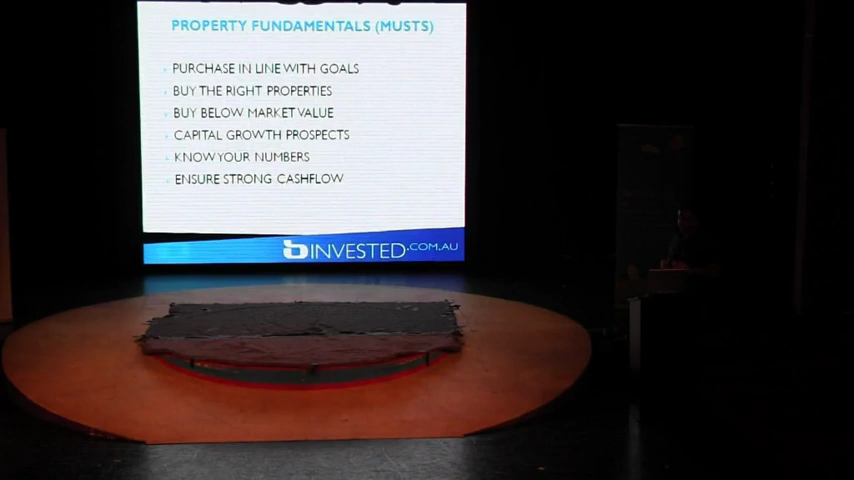 PROPERTY FUNDAMENTALS (MUSTS)
PURCHASE IN LINE WITH GOALS
BUY THE RIGHT PROPERTIES
BUY BELOW MARKET VALUE
CAPITAL GROWTH PROSPECTS
KNOW YOUR NUMBERS
ENSURE STRONG CASHFLOW
bINVESTED.COM.AU